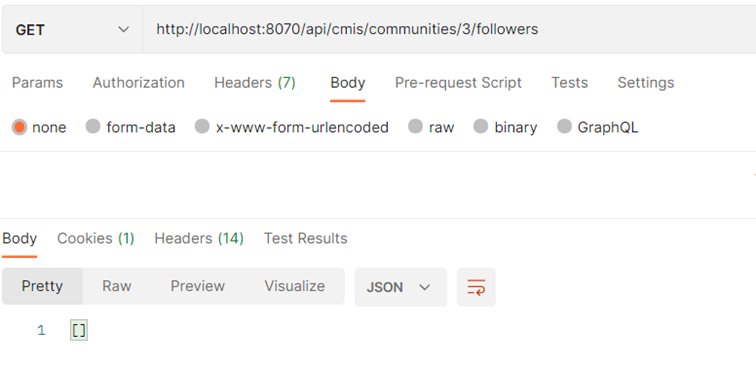 GET http://localhost:8070/api/cmis/communities/3/followers
Params Authorization Headers (7) Body Pre-request Script Tests Settings
none form-data x-www-form-urlencoded raw binary GraphQL
Body Cookies (1) Headers (14) Test Results
Pretty Raw Preview Visualize JSON
1 []